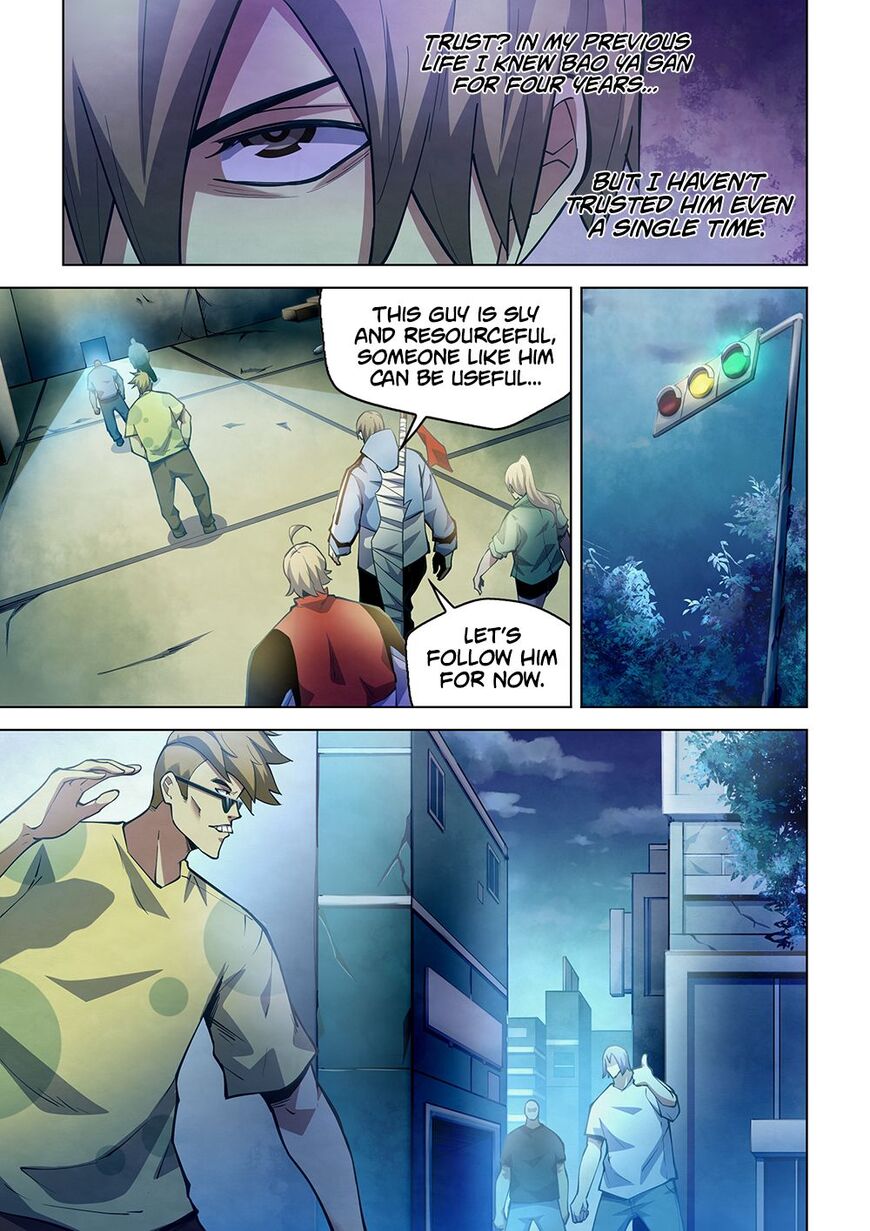 TRUST? IN MY PREVIOUS
LIFE I KNEW BAO YA SAN
FOR FOUR YEARS...
BUT I HAVEN'T
TRUSTED HIM EVEN
A SINGLE TIME.
THIS GUY IS SLY
AND RESOURCEFUL,
SOMEONE LIKE HIM
CAN BE USEFUL...
LET'S
FOLLOW HIM
FOR NOW.